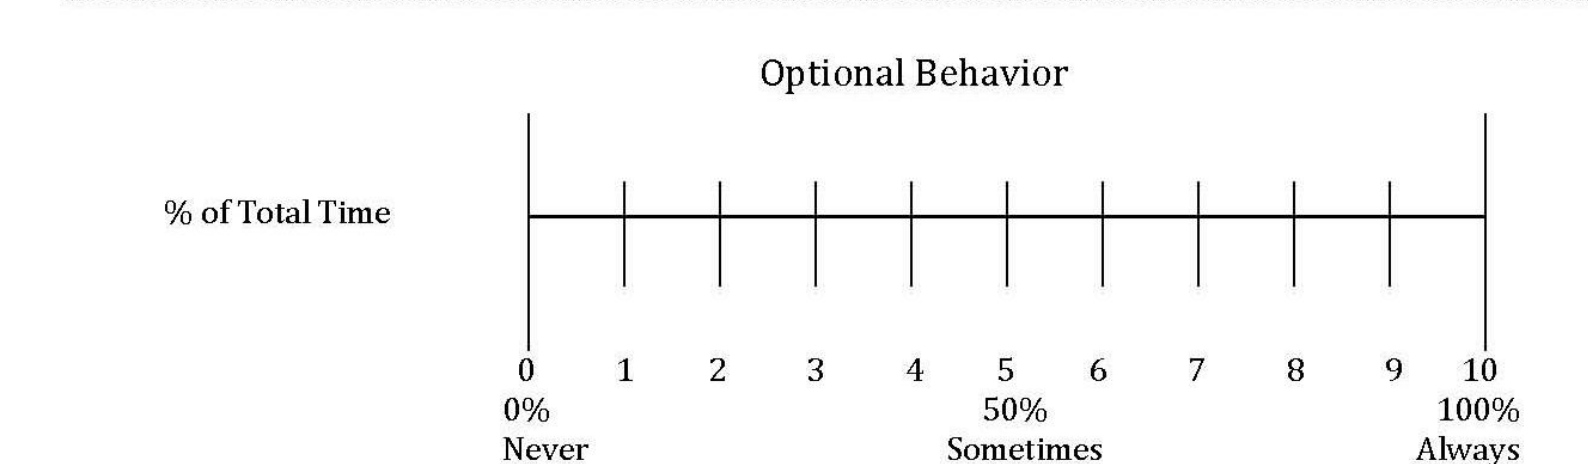 Optional Behavior
% of Total Time
0 1 2 3 4 5 6 7 8 9 10
0% 50% 100%
Never Sometimes Always